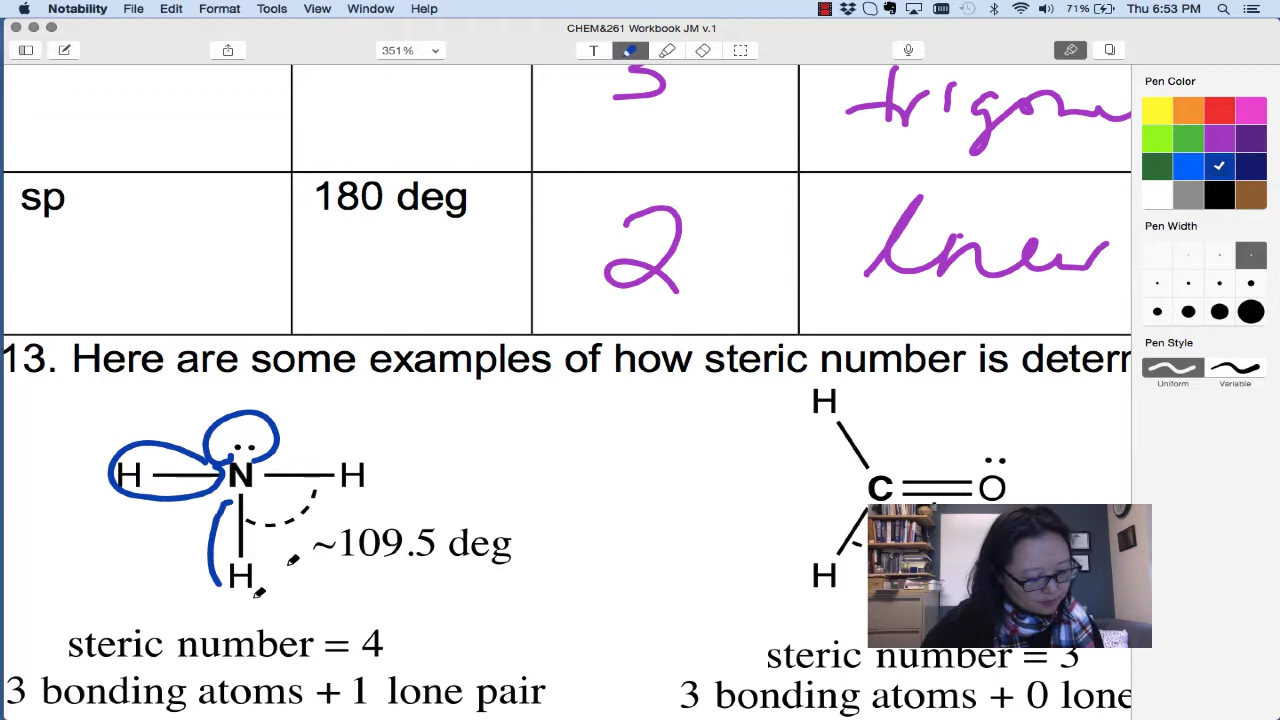 Notability File Edit Format Tools View Window Help 71% Thu 6:53 PM
CHEM&261 Workbook JM v.1
351% T Pen Color
3 trigon
sp 180 deg 2 linear
Pen Width
13. Here are some examples of how steric number is determ
Pen Style
Uniform Variable
H
H N H
C O
~109.5 deg
H H
steric number = 4
steric number = 3
3 bonding atoms + 1 lone pair
3 bonding atoms + 0 lone